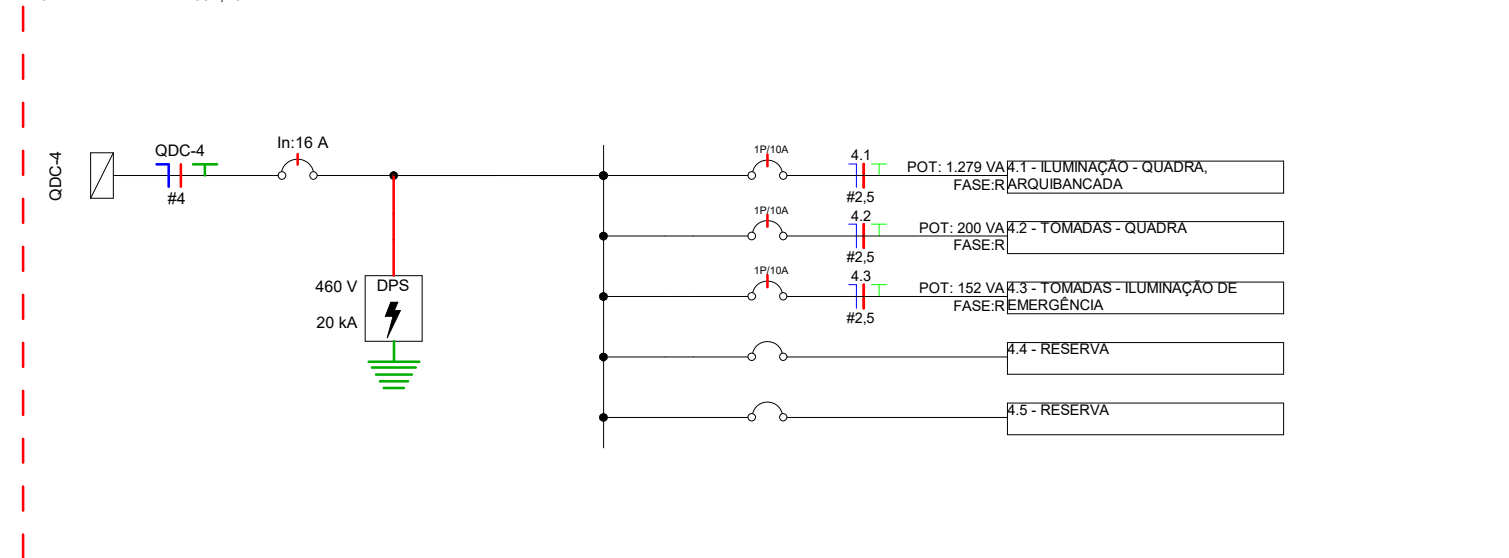 QDC-4
QDC-4
#4
In:16 A
460 V
20 kA
DPS
1P/10A
4.1
#2,5
POT: 1.279 VA
FASE:R
4.1 - ILUMINAÇÃO - QUADRA,
ARQUIBANCADA
1P/10A
4.2
#2,5
POT: 200 VA
FASE:R
4.2 - TOMADAS - QUADRA
1P/10A
4.3
#2,5
POT: 152 VA
FASE:R
4.3 - TOMADAS - ILUMINAÇÃO DE
EMERGÊNCIA
4.4 - RESERVA
4.5 - RESERVA